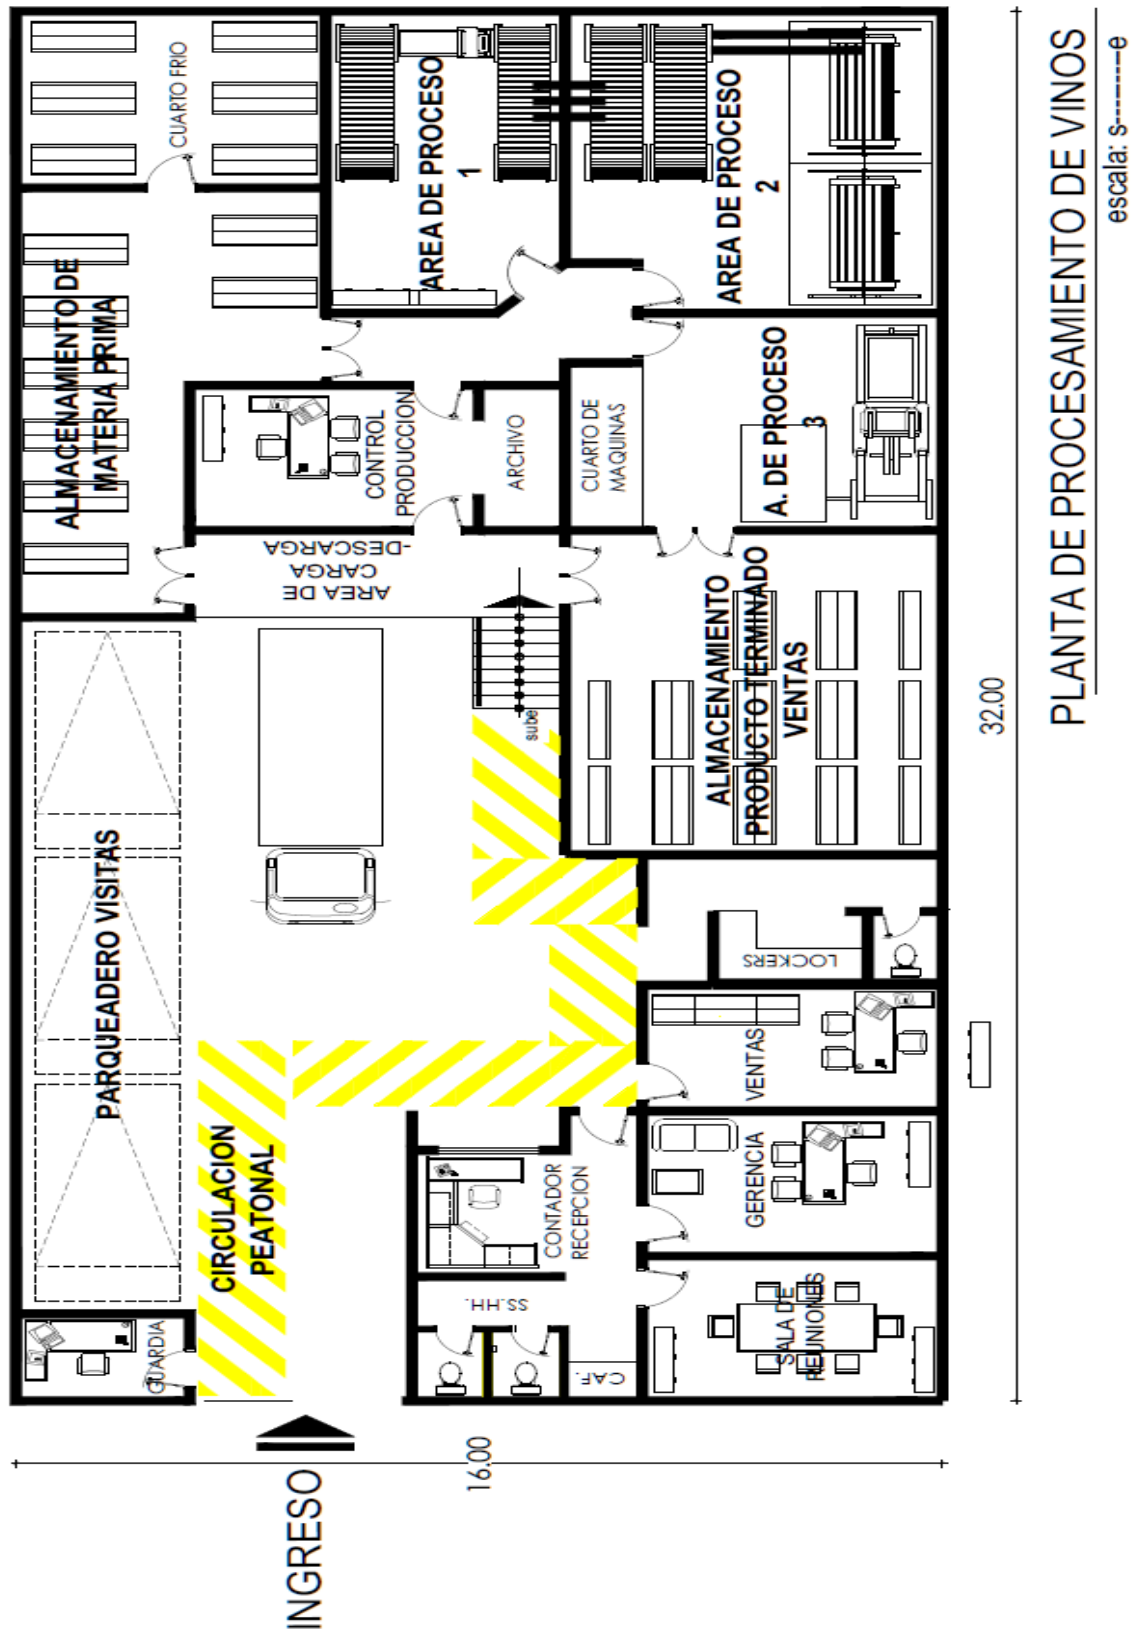 PLANTA DE PROCESAMIENTO DE VINOS
escala: s---------e
32.00
16.00
INGRESO
CUARTO FRIO
ALMACENAMIENTO DE
MATERIA PRIMA
AREA DE PROCESO
1
AREA DE PROCESO
2
A. DE PROCESO
3
CONTROL
PRODUCCION
ARCHIVO
CUARTO DE
MAQUINAS
AREA DE
CARGA
-DESCARGA
sube
ALMACENAMIENTO
PRODUCTO TERMINADO
VENTAS
PARQUEADERO VISITAS
LOCKERS
VENTAS
CIRCULACION
PEATONAL
CONTADOR
RECEPCION
GERENCIA
GUARDIA
SS.HH.
CAF.
SALA DE
REUNIONES